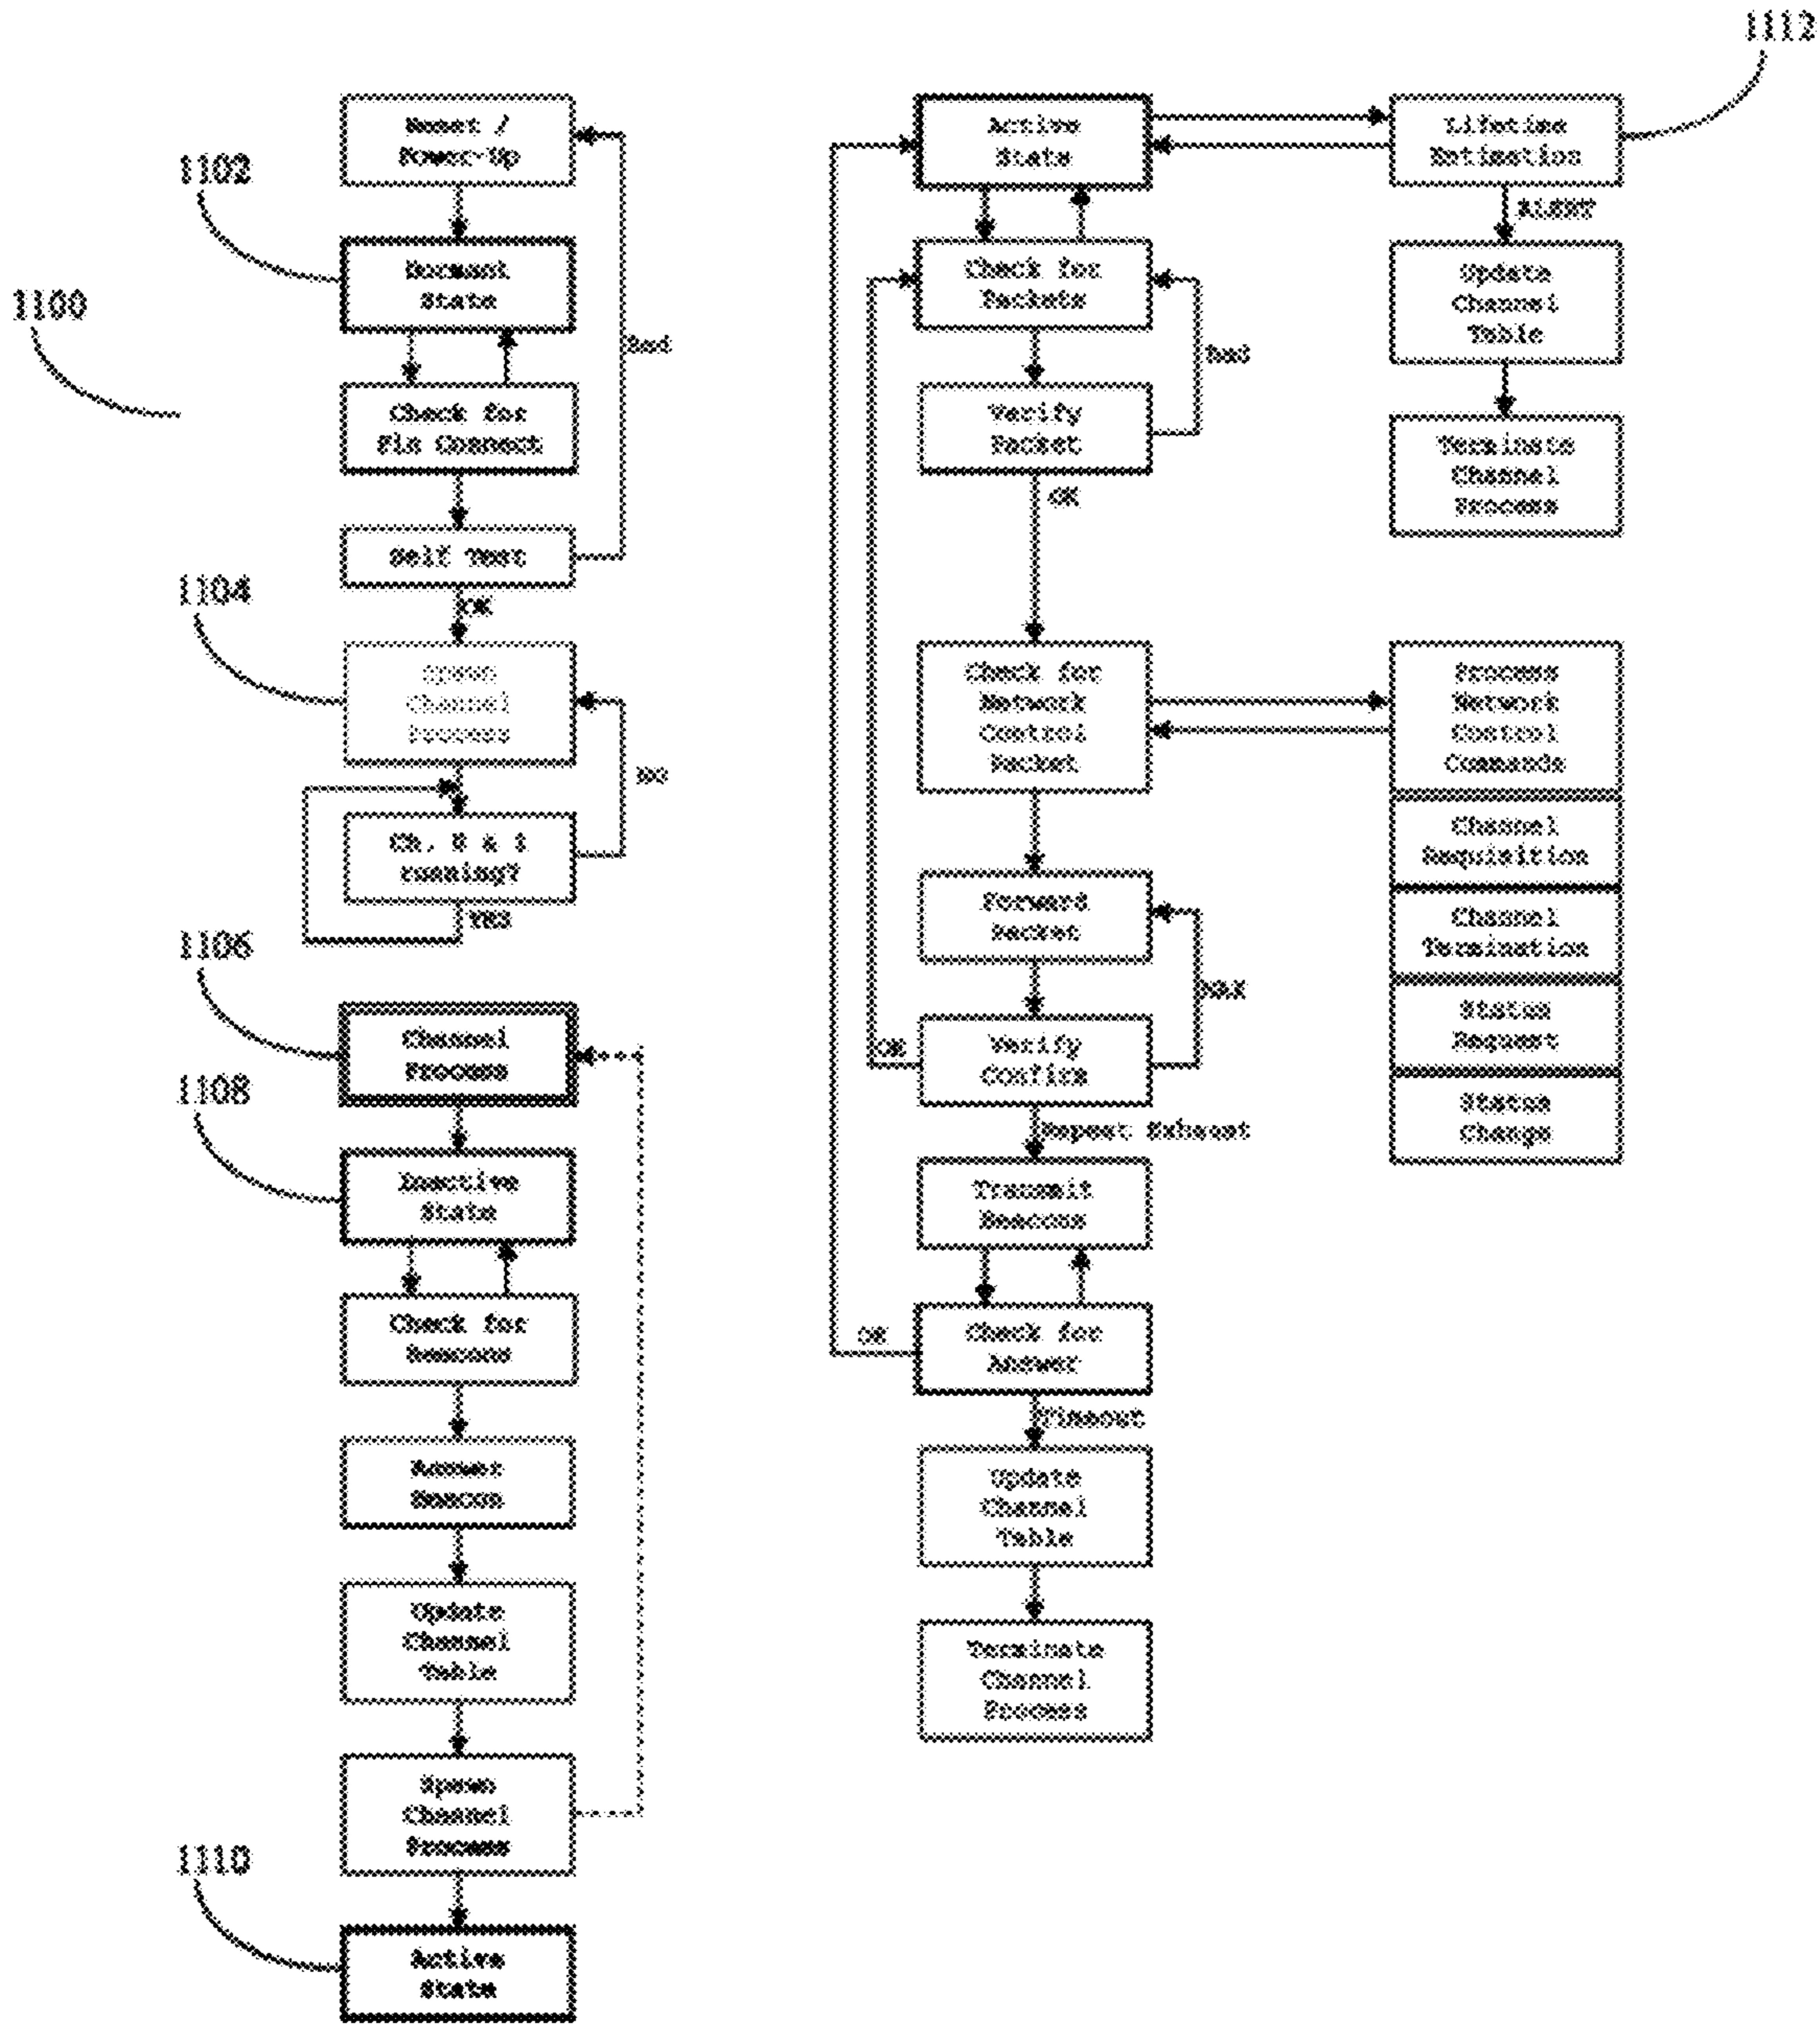 1112
Reset /
Power-Up
1102
Dormant
State
1100
Bad
Check for
Pin Connect
Self Test
OK
1104
Spawn
Channel
Process
NO
Ch. 0 & 1
running?
YES
1106
Channel
Process
1108
Inactive
State
Check for
Beacons
Answer
Beacon
Update
Channel
Table
Spawn
Channel
Process
1110
Active
State
Active
State
Check for
Packets
Bad
Verify
Packet
OK
Check for
Network
Control
Packet
Forward
Packet
NAK
OK
Verify
Confirm
Repeat Exhaust
Transmit
Beacons
OK
Check for
Answer
Timeout
Update
Channel
Table
Terminate
Channel
Process
Lifetime
Estimation
ALERT
Update
Channel
Table
Terminate
Channel
Process
Process
Network
Control
Commands
Channel
Requisition
Channel
Termination
Status
Request
Status
Change